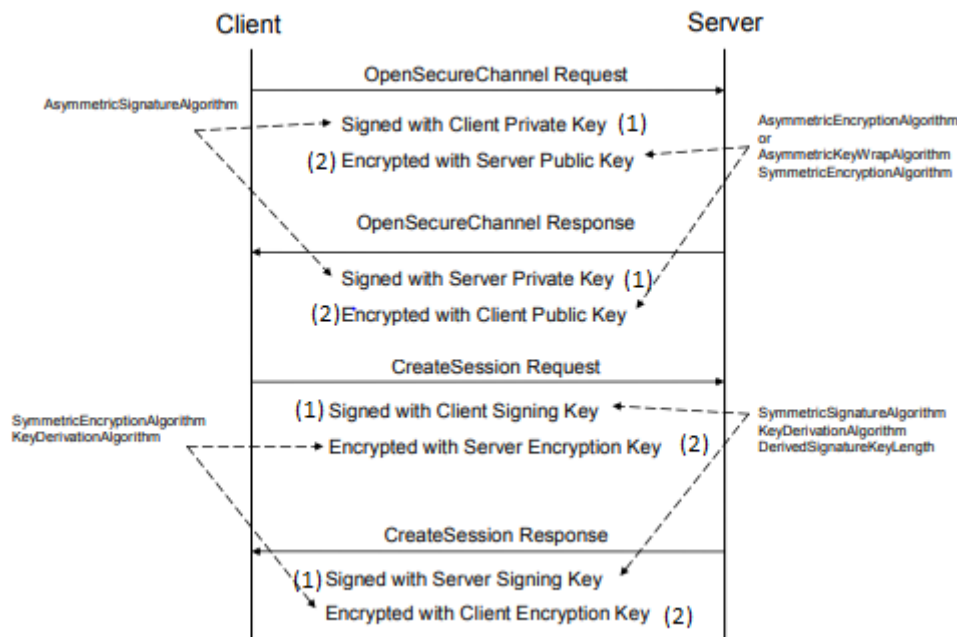 Client
Server
OpenSecureChannel Request
AsymmetricSignatureAlgorithm
Signed with Client Private Key (1)
(2) Encrypted with Server Public Key
AsymmetricEncryptionAlgorithm
or
AsymmetricKeyWrapAlgorithm
SymmetricEncryptionAlgorithm
OpenSecureChannel Response
Signed with Server Private Key (1)
(2) Encrypted with Client Public Key
CreateSession Request
(1) Signed with Client Signing Key
SymmetricEncryptionAlgorithm
KeyDerivationAlgorithm
Encrypted with Server Encryption Key (2)
SymmetricSignatureAlgorithm
KeyDerivationAlgorithm
DerivedSignatureKeyLength
CreateSession Response
(1) Signed with Server Signing Key
Encrypted with Client Encryption Key (2)